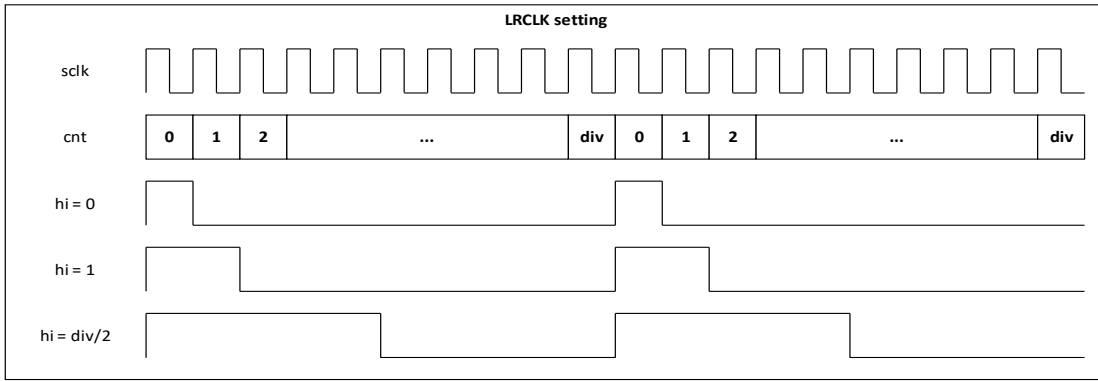 LRCLK setting
sclk
cnt 0 1 2 ... div 0 1 2 ... div
hi = 0
hi = 1
hi = div/2